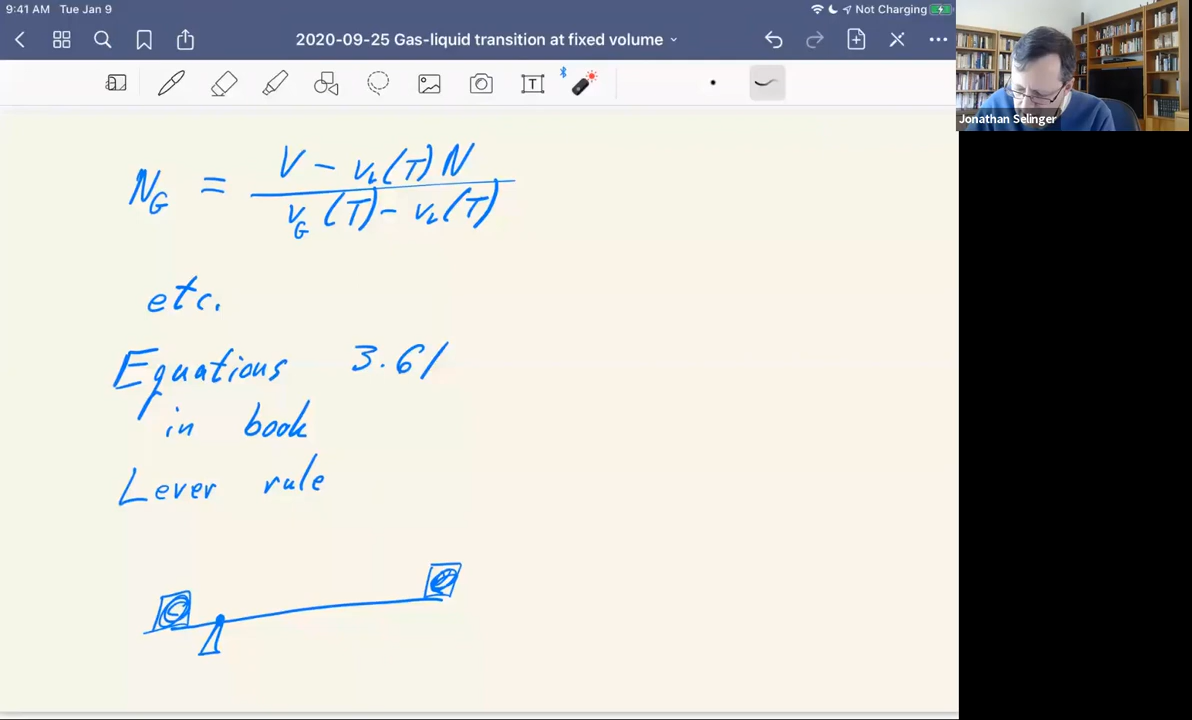 9:41 AM Tue Jan 9
Not Charging
2020-09-25 Gas-liquid transition at fixed volume
T
Jonathan Selinger
N_G = (V - v_L(T) N) / (v_G(T) - v_L(T))
etc.
Equations 3.61
in book
Lever rule